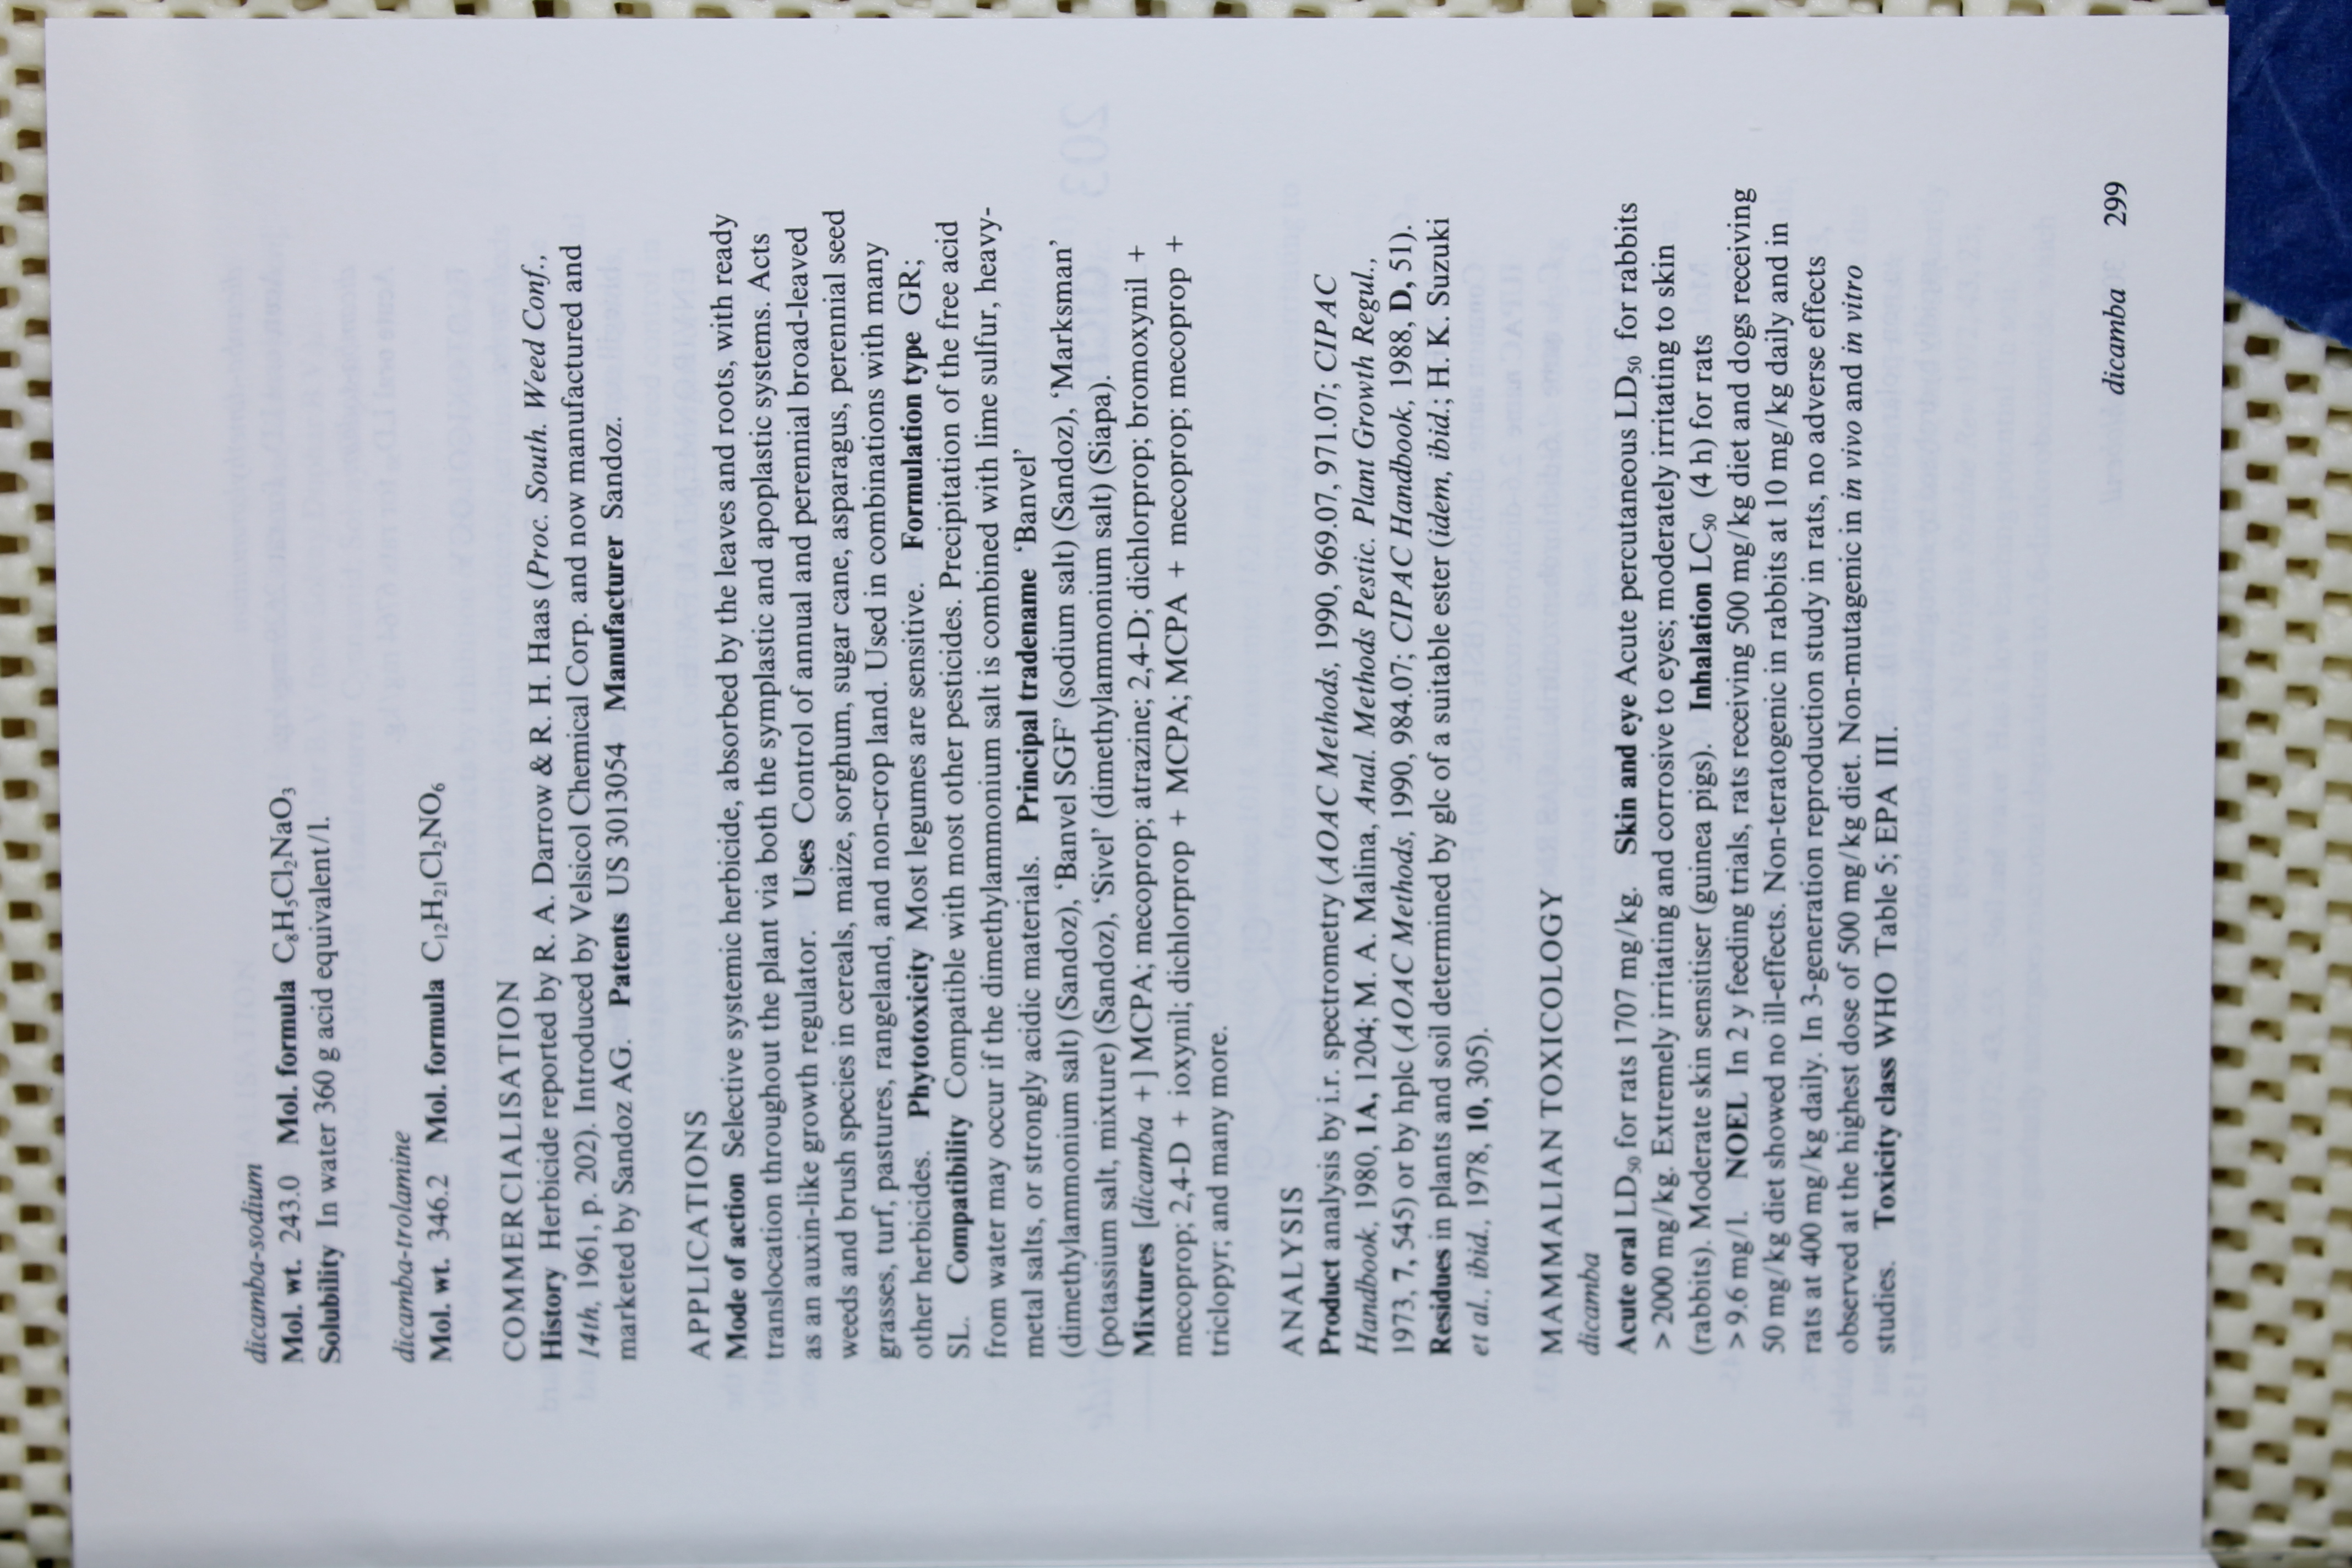 dicamba-sodium
Mol. wt. 243.0 Mol. formula C₈H₅Cl₂NaO₃
Solubility In water 360 g acid equivalent/l.
dicamba-trolamine
Mol. wt. 346.2 Mol. formula C₁₂H₂₁Cl₂NO₆
COMMERCIALISATION
History Herbicide reported by R. A. Darrow & R. H. Haas (Proc. South. Weed Conf.,
14th, 1961, p. 202). Introduced by Velsicol Chemical Corp. and now manufactured and
marketed by Sandoz AG. Patents US 3013054 Manufacturer Sandoz.
APPLICATIONS
Mode of action Selective systemic herbicide, absorbed by the leaves and roots, with ready
translocation throughout the plant via both the symplastic and apoplastic systems. Acts
as an auxin-like growth regulator. Uses Control of annual and perennial broad-leaved
weeds and brush species in cereals, maize, sorghum, sugar cane, asparagus, perennial seed
grasses, turf, pastures, rangeland, and non-crop land. Used in combinations with many
other herbicides. Phytotoxicity Most legumes are sensitive. Formulation type GR;
SL. Compatibility Compatible with most other pesticides. Precipitation of the free acid
from water may occur if the dimethylammonium salt is combined with lime sulfur, heavy-
metal salts, or strongly acidic materials. Principal tradename ‘Banvel’
(dimethylammonium salt) (Sandoz), ‘Banvel SGF’ (sodium salt) (Sandoz), ‘Marksman’
(potassium salt, mixture) (Sandoz), ‘Sivel’ (dimethylammonium salt) (Siapa).
Mixtures [dicamba +] MCPA; mecoprop; atrazine; 2,4-D; dichlorprop; bromoxynil +
mecoprop; 2,4-D + ioxynil; dichlorprop + MCPA; MCPA + mecoprop; mecoprop +
triclopyr; and many more.
ANALYSIS
Product analysis by i.r. spectrometry (AOAC Methods, 1990, 969.07, 971.07; CIPAC
Handbook, 1980, 1A, 1204; M. A. Malina, Anal. Methods Pestic. Plant Growth Regul.,
1973, 7, 545) or by hplc (AOAC Methods, 1990, 984.07; CIPAC Handbook, 1988, D, 51).
Residues in plants and soil determined by glc of a suitable ester (idem, ibid.; H. K. Suzuki
et al., ibid., 1978, 10, 305).
MAMMALIAN TOXICOLOGY
dicamba
Acute oral LD₅₀ for rats 1707 mg/kg. Skin and eye Acute percutaneous LD₅₀ for rabbits
> 2000 mg/kg. Extremely irritating and corrosive to eyes; moderately irritating to skin
(rabbits). Moderate skin sensitiser (guinea pigs). Inhalation LC₅₀ (4 h) for rats
> 9.6 mg/l. NOEL In 2 y feeding trials, rats receiving 500 mg/kg diet and dogs receiving
50 mg/kg diet showed no ill-effects. Non-teratogenic in rabbits at 10 mg/kg daily and in
rats at 400 mg/kg daily. In 3-generation reproduction study in rats, no adverse effects
observed at the highest dose of 500 mg/kg diet. Non-mutagenic in in vivo and in vitro
studies. Toxicity class WHO Table 5; EPA III.
dicamba 299